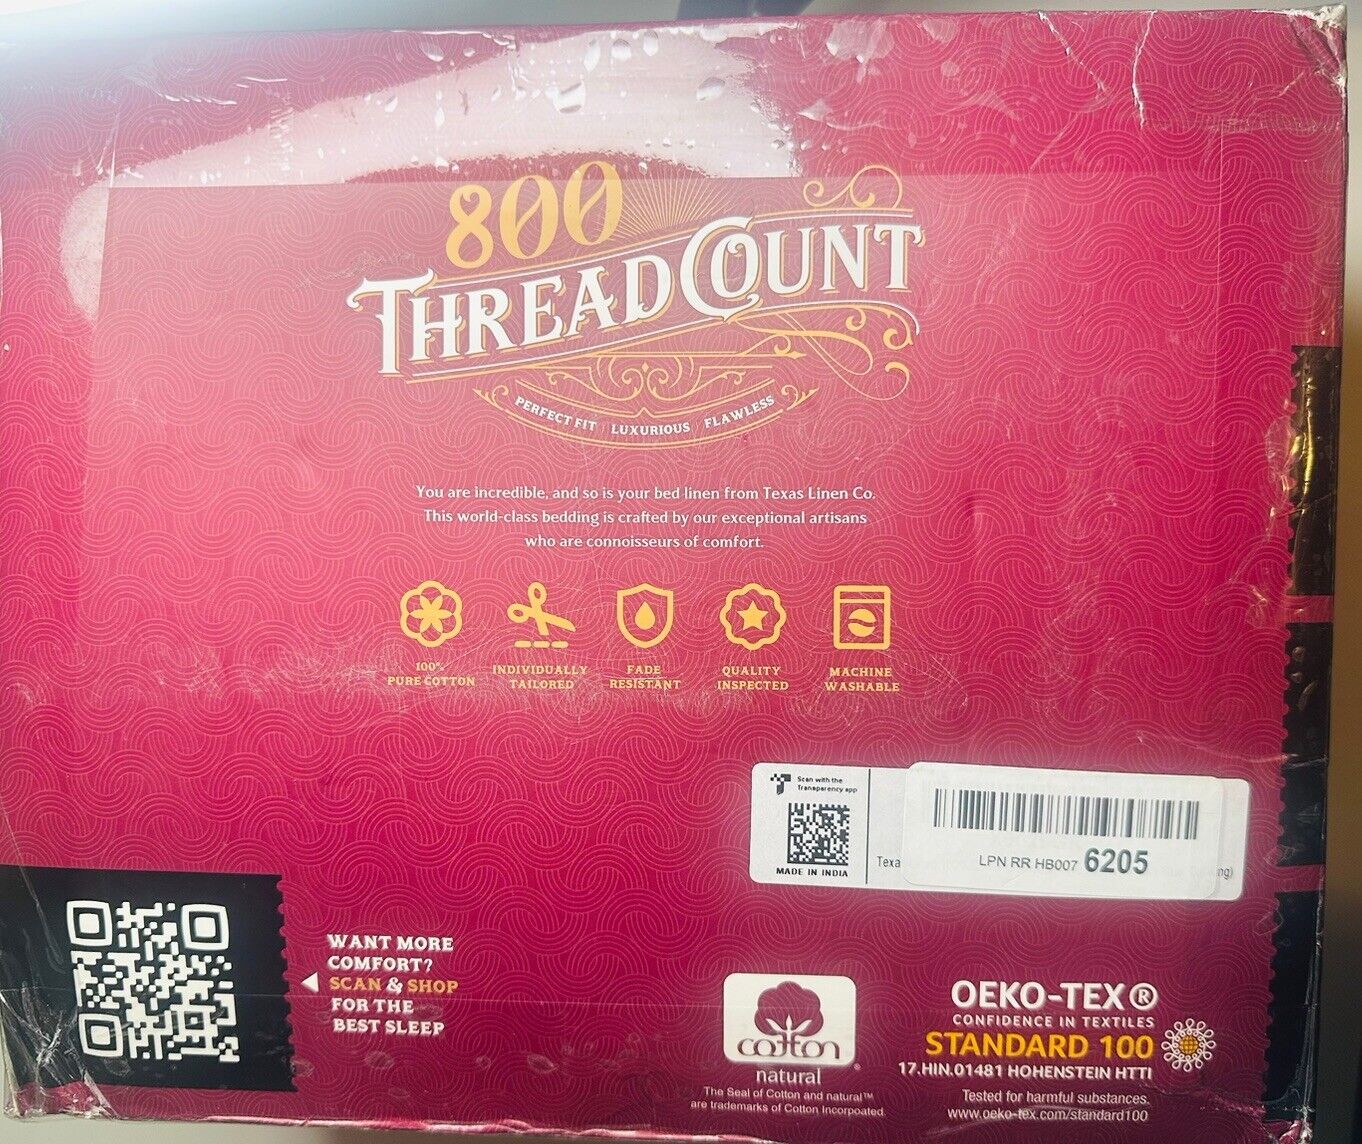 800
THREAD COUNT
PERFECT FIT LUXURIOUS FLAWLESS
You are incredible, and so is your bed linen from Texas Linen Co.
This world-class bedding is crafted by our exceptional artisans
who are connoisseurs of comfort.
100%
PURE COTTON
INDIVIDUALLY
TAILORED
FADE
RESISTANT
QUALITY
INSPECTED
MACHINE
WASHABLE
Scan with the
Transparency app
MADE IN INDIA
Texa
LPN RR HB007 6205
ng)
WANT MORE
COMFORT?
SCAN & SHOP
FOR THE
BEST SLEEP
cotton
natural
The Seal of Cotton and natural™
are trademarks of Cotton Incorpoated.
OEKO-TEX®
CONFIDENCE IN TEXTILES
STANDARD 100
17.HIN.01481 HOHENSTEIN HTTI
Tested for harmful substances.
www.oeko-tex.com/standard100